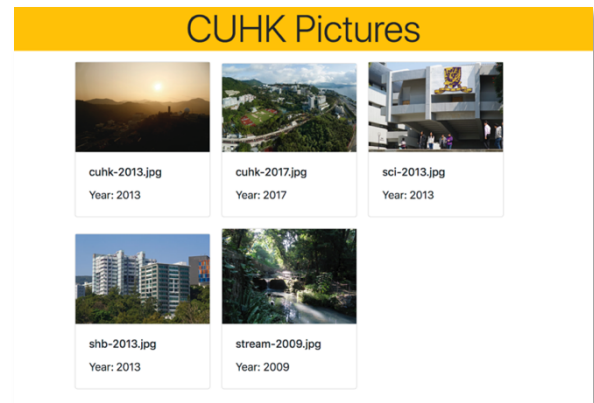 CUHK Pictures
cuhk-2013.jpg
Year: 2013
cuhk-2017.jpg
Year: 2017
sci-2013.jpg
Year: 2013
shb-2013.jpg
Year: 2013
stream-2009.jpg
Year: 2009